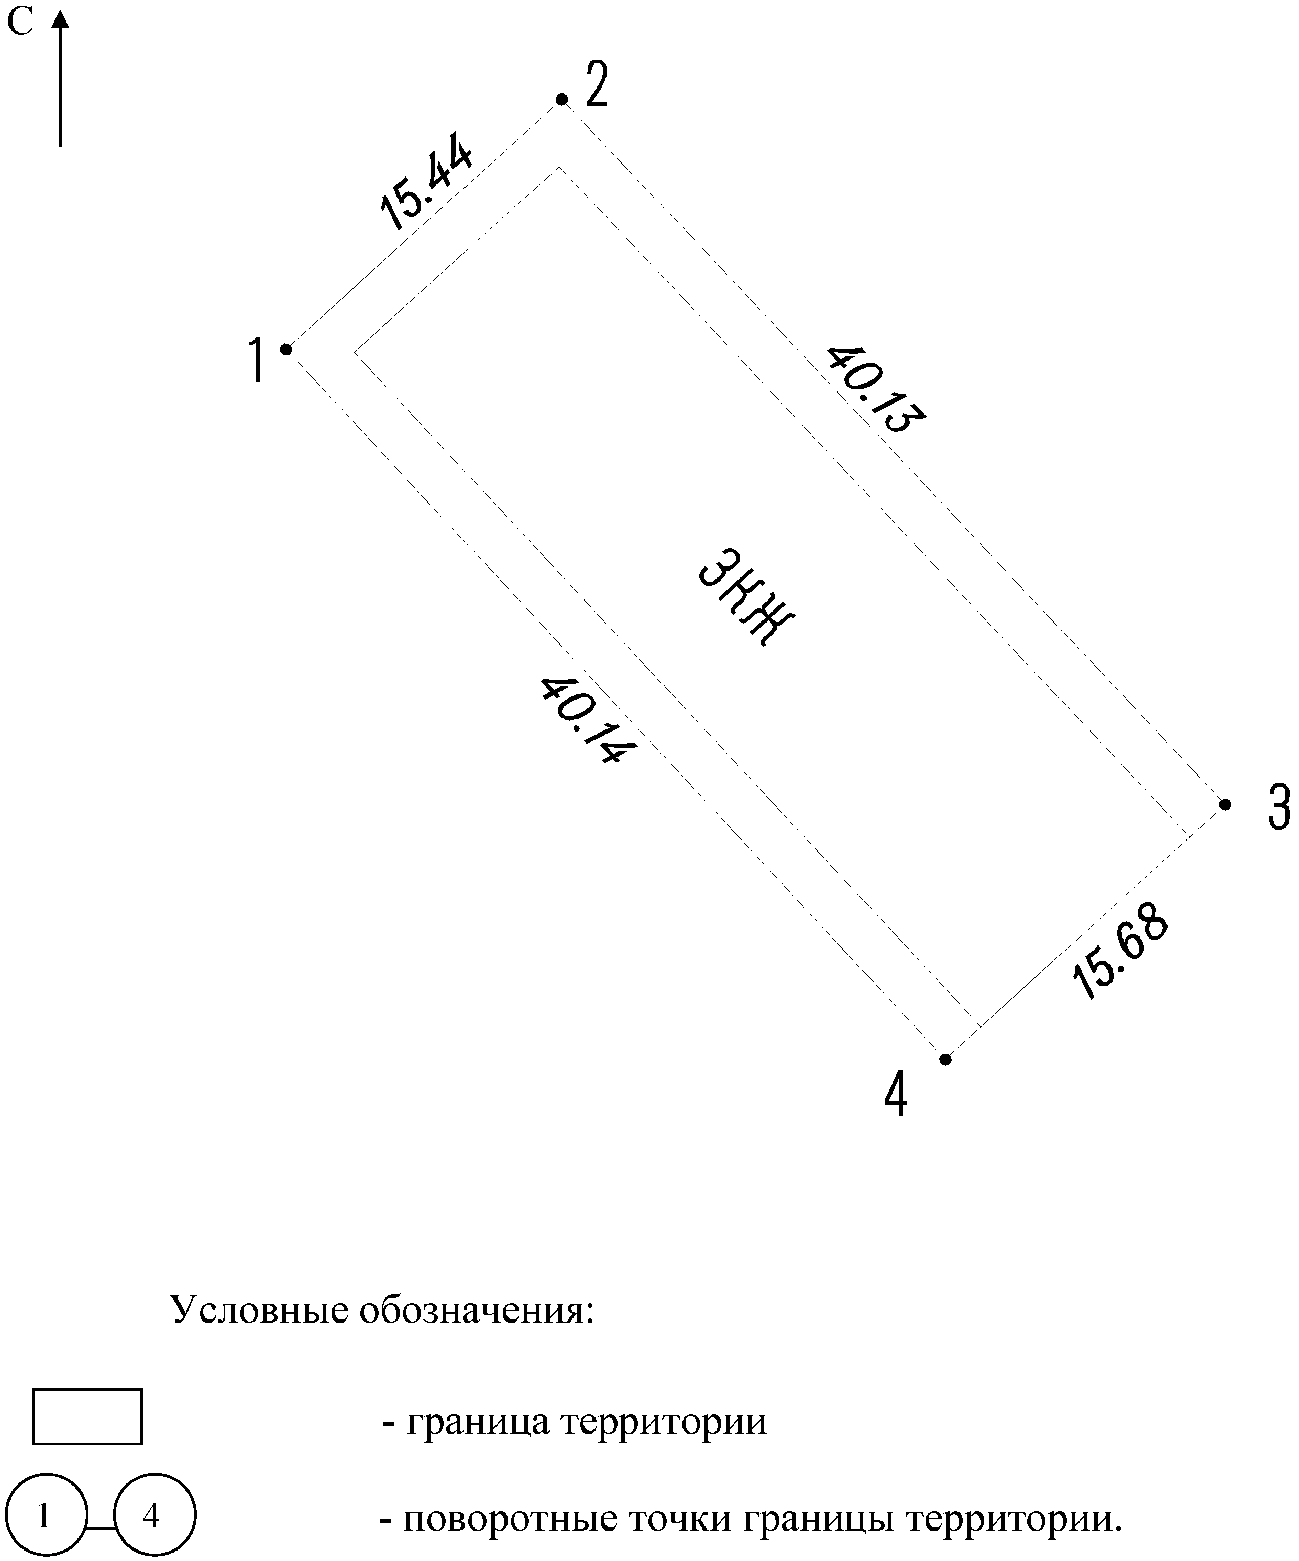 С
2
15.44
1
40.13
ЗКЖ
40.14
3
15.68
4
Условные обозначения:
- граница территории
1 4 - поворотные точки границы территории.